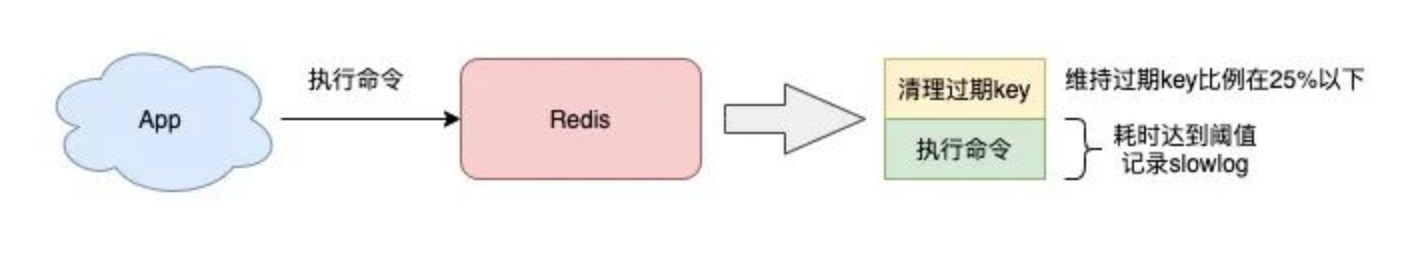 App
执行命令
Redis
清理过期key
执行命令
维持过期key比例在25%以下
耗时达到阈值
记录slowlog